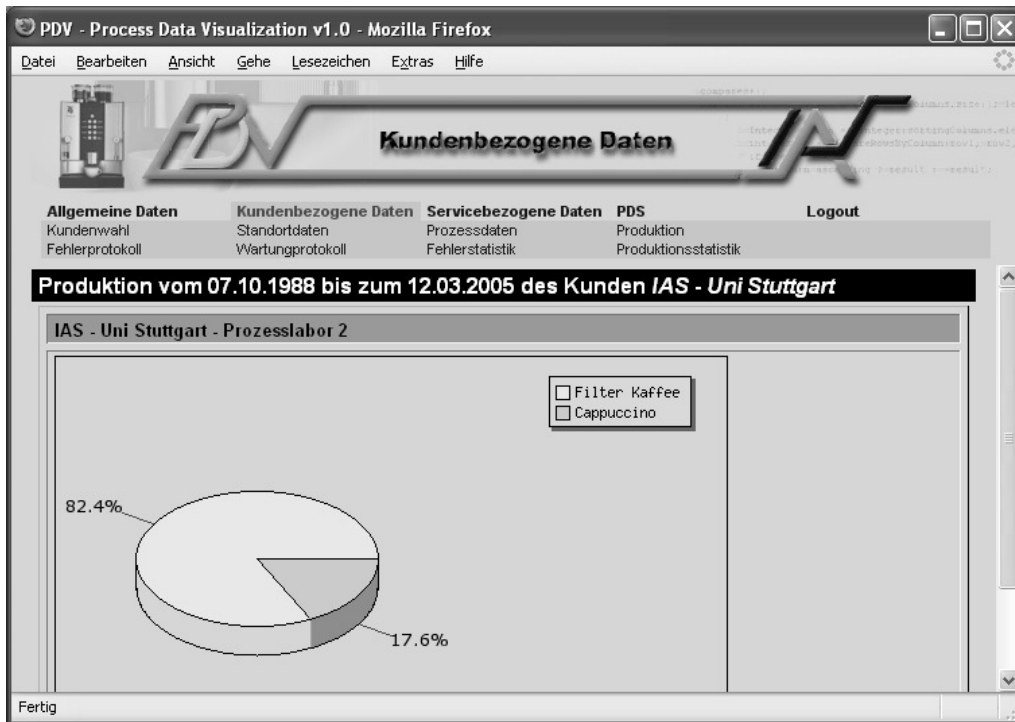 PDV - Process Data Visualization v1.0 - Mozilla Firefox
Datei Bearbeiten Ansicht Gehe Lesezeichen Extras Hilfe
PDV Kundenbezogene Daten IAS
Allgemeine Daten Kundenbezogene Daten Servicebezogene Daten PDS Logout
Kundenwahl Standortdaten Prozessdaten Produktion
Fehlerprotokoll Wartungprotokoll Fehlerstatistik Produktionsstatistik
Produktion vom 07.10.1988 bis zum 12.03.2005 des Kunden IAS - Uni Stuttgart
IAS - Uni Stuttgart - Prozesslabor 2
Filter Kaffee
Cappuccino
82.4%
17.6%
Fertig